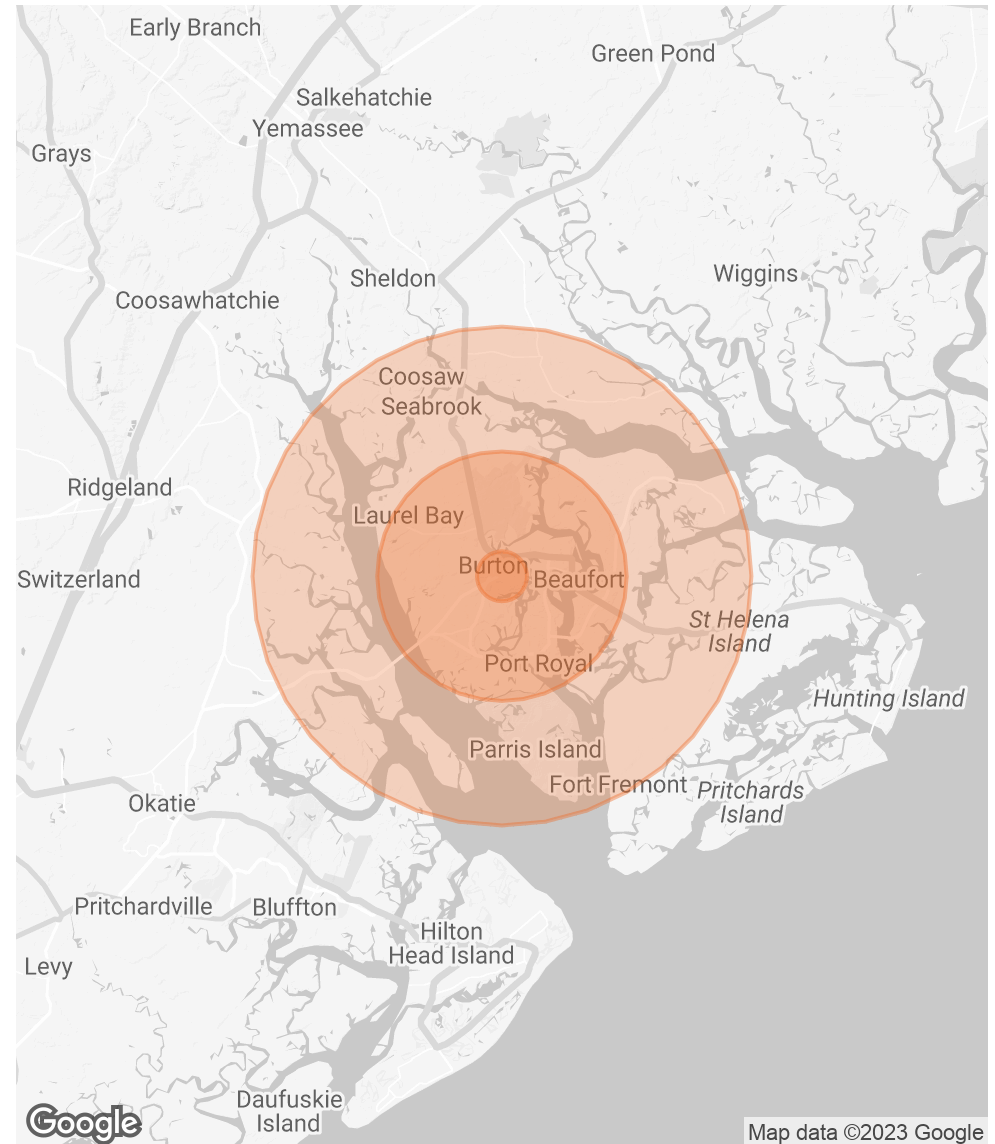 Early Branch
Green Pond
Salkehatchie
Yemassee
Grays
Wiggins
Sheldon
Coosawhatchie
Coosaw
Seabrook
Ridgeland
Laurel Bay
Burton
Beaufort
Switzerland
St Helena
Island
Port Royal
Hunting Island
Parris Island
Fort Fremont
Pritchards
Island
Okatie
Pritchardville
Bluffton
Hilton
Head Island
Levy
Daufuskie
Island
Google
Map data ©2023 Google